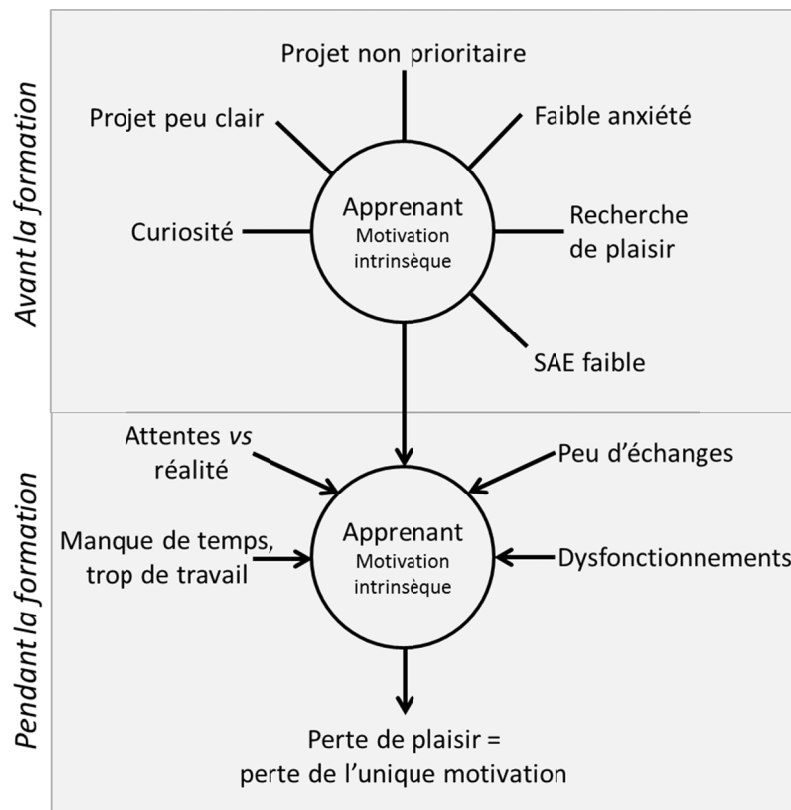 Avant la formation
Projet non prioritaire
Projet peu clair
Faible anxiété
Curiosité
Apprenant
Motivation
intrinsèque
Recherche
de plaisir
SAE faible
Pendant la formation
Attentes vs
réalité
Peu d'échanges
Manque de temps,
trop de travail
Apprenant
Motivation
intrinsèque
Dysfonctionnements
Perte de plaisir =
perte de l'unique motivation